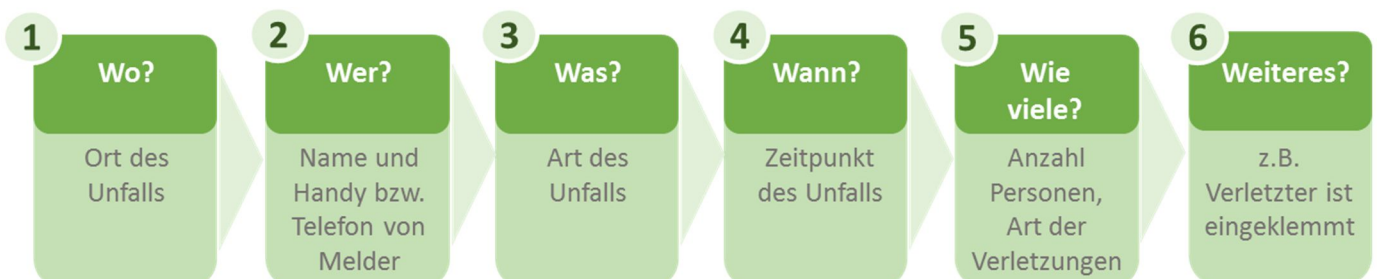 1
Wo?
Ort des
Unfalls
2
Wer?
Name und
Handy bzw.
Telefon von
Melder
3
Was?
Art des
Unfalls
4
Wann?
Zeitpunkt
des Unfalls
5
Wie
viele?
Anzahl
Personen,
Art der
Verletzungen
6
Weiteres?
z.B.
Verletzter ist
eingeklemmt